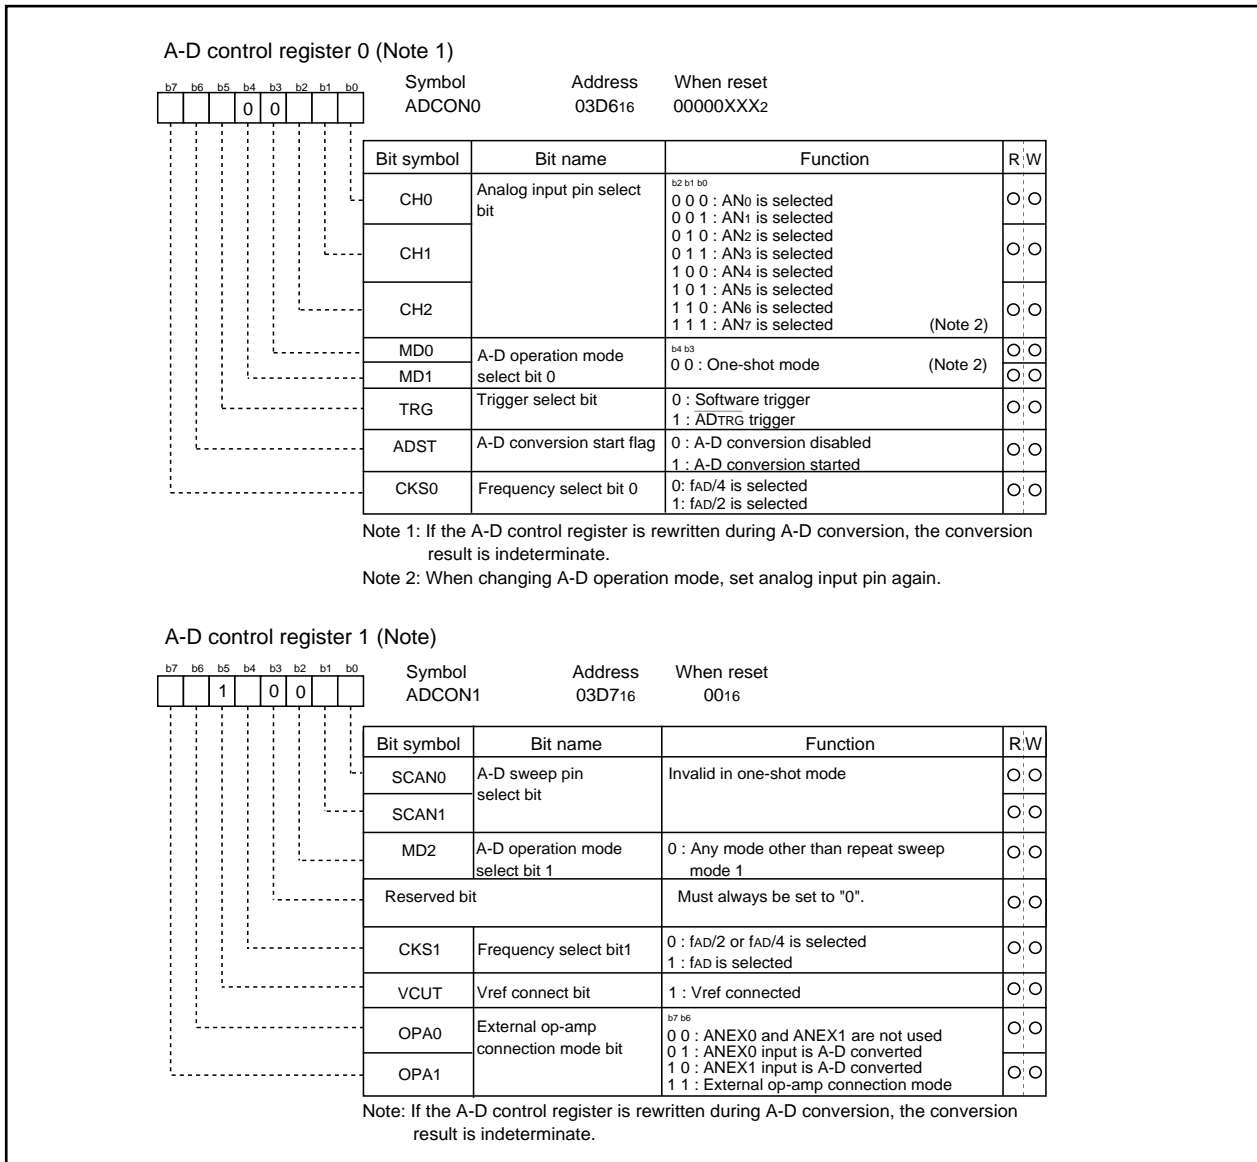 A-D control register 0 (Note 1)
b7 b6 b5 b4 b3 b2 b1 b0
0 0
Symbol Address When reset
ADCON0 03D616 00000XXX2
Bit symbol Bit name Function R W
CH0 Analog input pin select bit
b2 b1 b0
0 0 0 : AN0 is selected
0 0 1 : AN1 is selected
0 1 0 : AN2 is selected
0 1 1 : AN3 is selected
CH1
1 0 0 : AN4 is selected
1 0 1 : AN5 is selected
1 1 0 : AN6 is selected
CH2
1 1 1 : AN7 is selected (Note 2)
MD0
MD1
A-D operation mode
select bit 0
b4 b3
0 0 : One-shot mode (Note 2)
TRG Trigger select bit
0 : Software trigger
1 : ADTRG trigger
ADST A-D conversion start flag
0 : A-D conversion disabled
1 : A-D conversion started
CKS0 Frequency select bit 0
0: fAD/4 is selected
1: fAD/2 is selected
Note 1: If the A-D control register is rewritten during A-D conversion, the conversion
result is indeterminate.
Note 2: When changing A-D operation mode, set analog input pin again.
A-D control register 1 (Note)
b7 b6 b5 b4 b3 b2 b1 b0
1 0 0
Symbol Address When reset
ADCON1 03D716 0016
Bit symbol Bit name Function R W
SCAN0
SCAN1
A-D sweep pin
select bit
Invalid in one-shot mode
MD2
A-D operation mode
select bit 1
0 : Any mode other than repeat sweep
mode 1
Reserved bit Must always be set to "0".
CKS1 Frequency select bit1
0 : fAD/2 or fAD/4 is selected
1 : fAD is selected
VCUT Vref connect bit 1 : Vref connected
OPA0
OPA1
External op-amp
connection mode bit
b7 b6
0 0 : ANEX0 and ANEX1 are not used
0 1 : ANEX0 input is A-D converted
1 0 : ANEX1 input is A-D converted
1 1 : External op-amp connection mode
Note: If the A-D control register is rewritten during A-D conversion, the conversion
result is indeterminate.